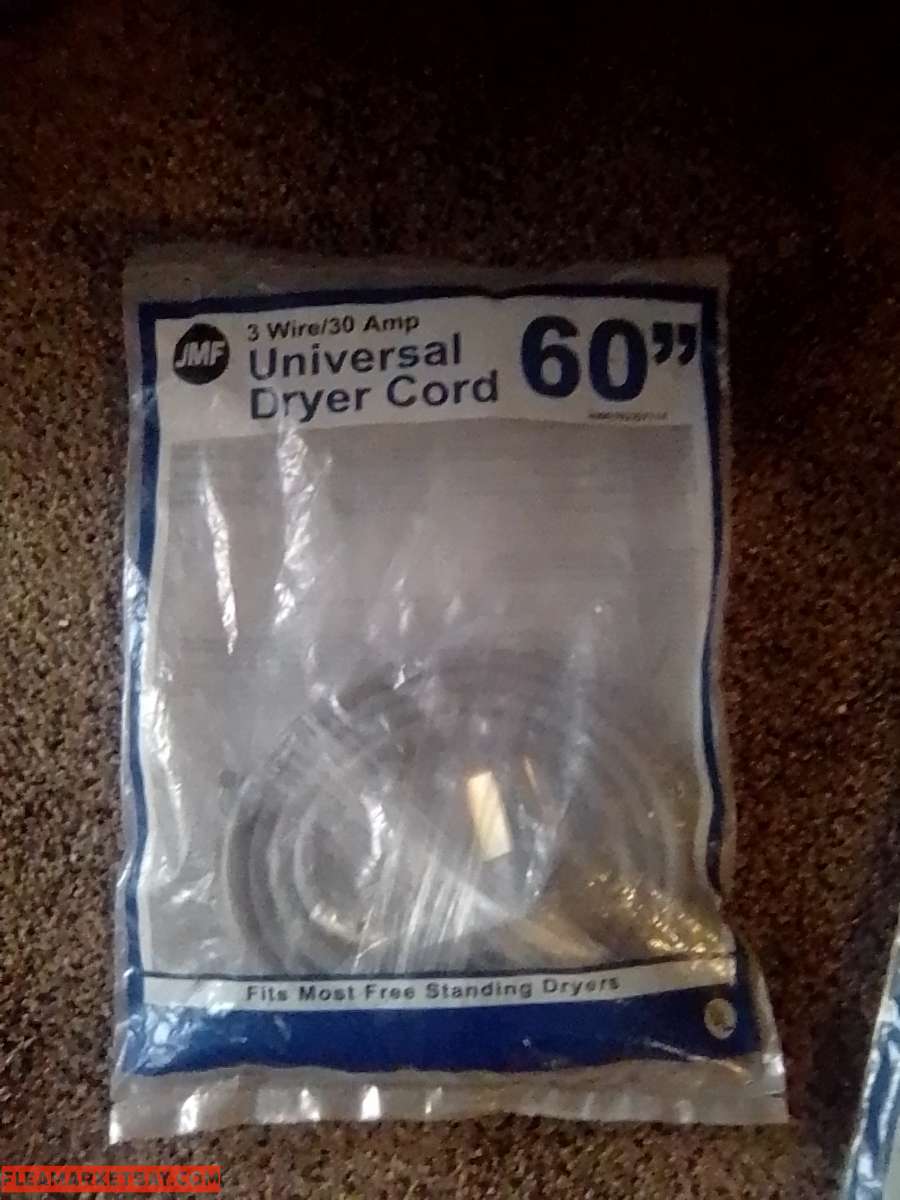 JMF
3 Wire/30 Amp
Universal
Dryer Cord
60”
Fits Most Free Standing Dryers
FLEAMARKETBAY.COM